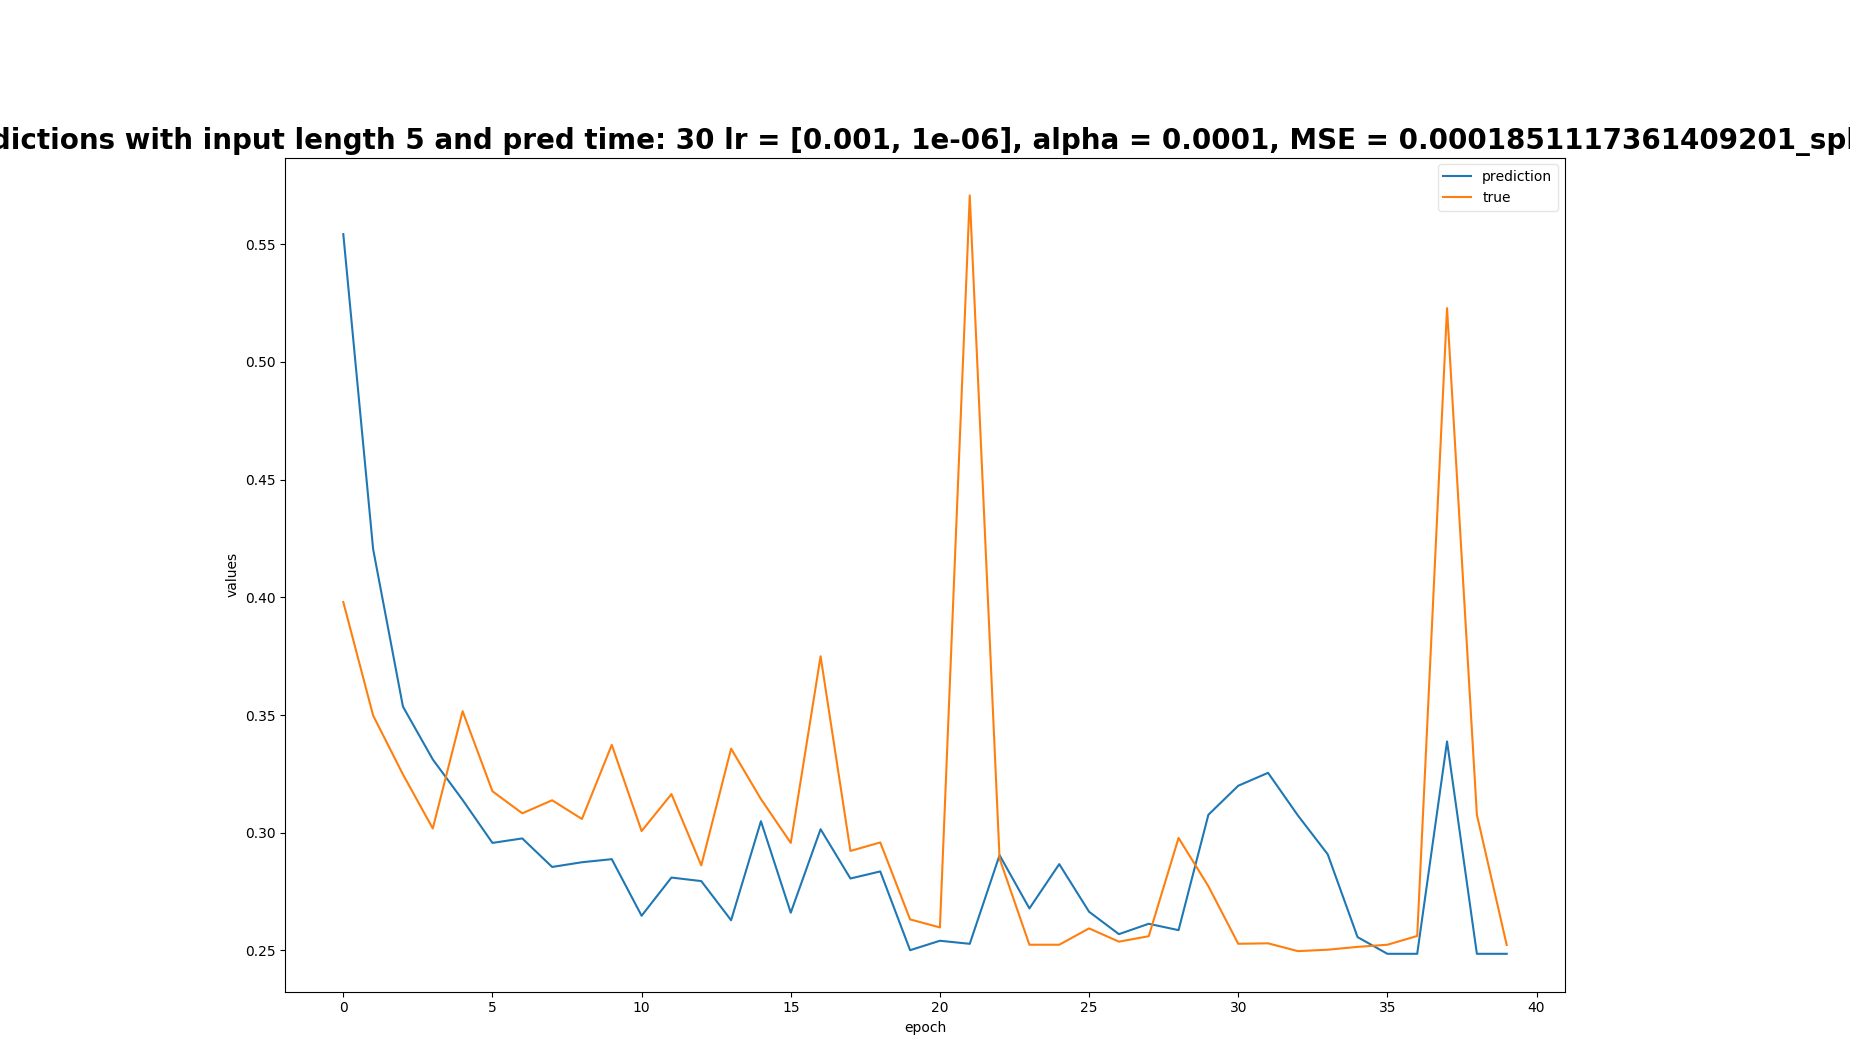 dictions with input length 5 and pred time: 30 lr = [0.001, 1e-06], alpha = 0.0001, MSE = 0.0001851117361409201_spl
prediction
true
0.55
0.50
0.45
0.40
0.35
0.30
0.25
values
0 5 10 15 20 25 30 35 40
epoch